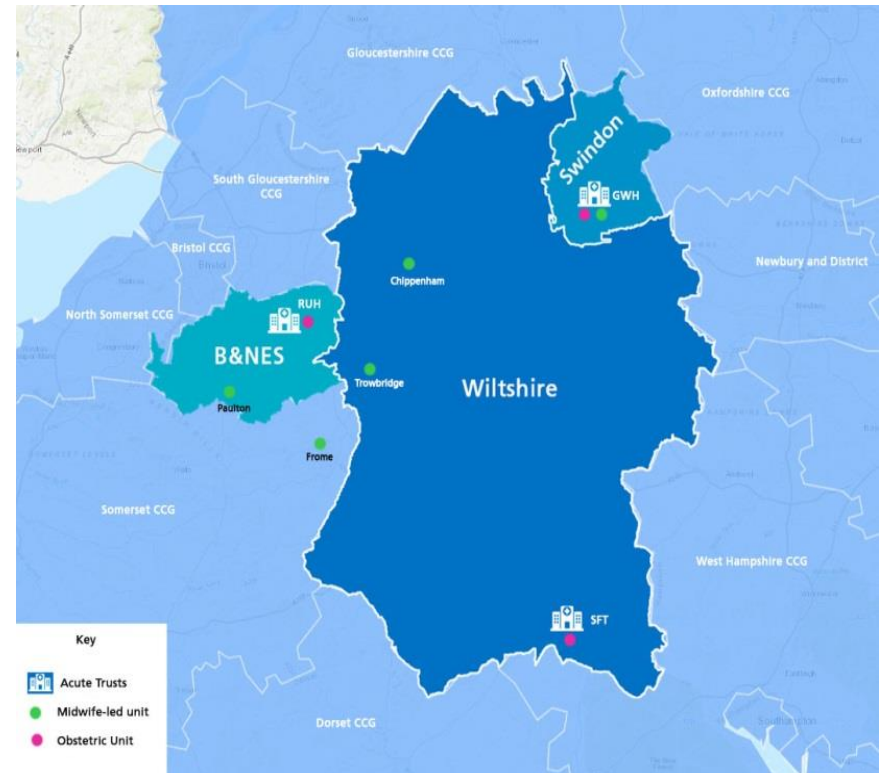 Gloucestershire CCG
Oxfordshire CCG
Swindon
GWH
South Gloucestershire
CCG
Bristol CCG
Newbury and District
Chippenham
North Somerset CCG
RUH
B&NES
Trowbridge
Wiltshire
Paulton
Frome
Somerset CCG
West Hampshire CCG
SFT
Dorset CCG
Southampton
Key
Acute Trusts
Midwife-led unit
Obstetric Unit